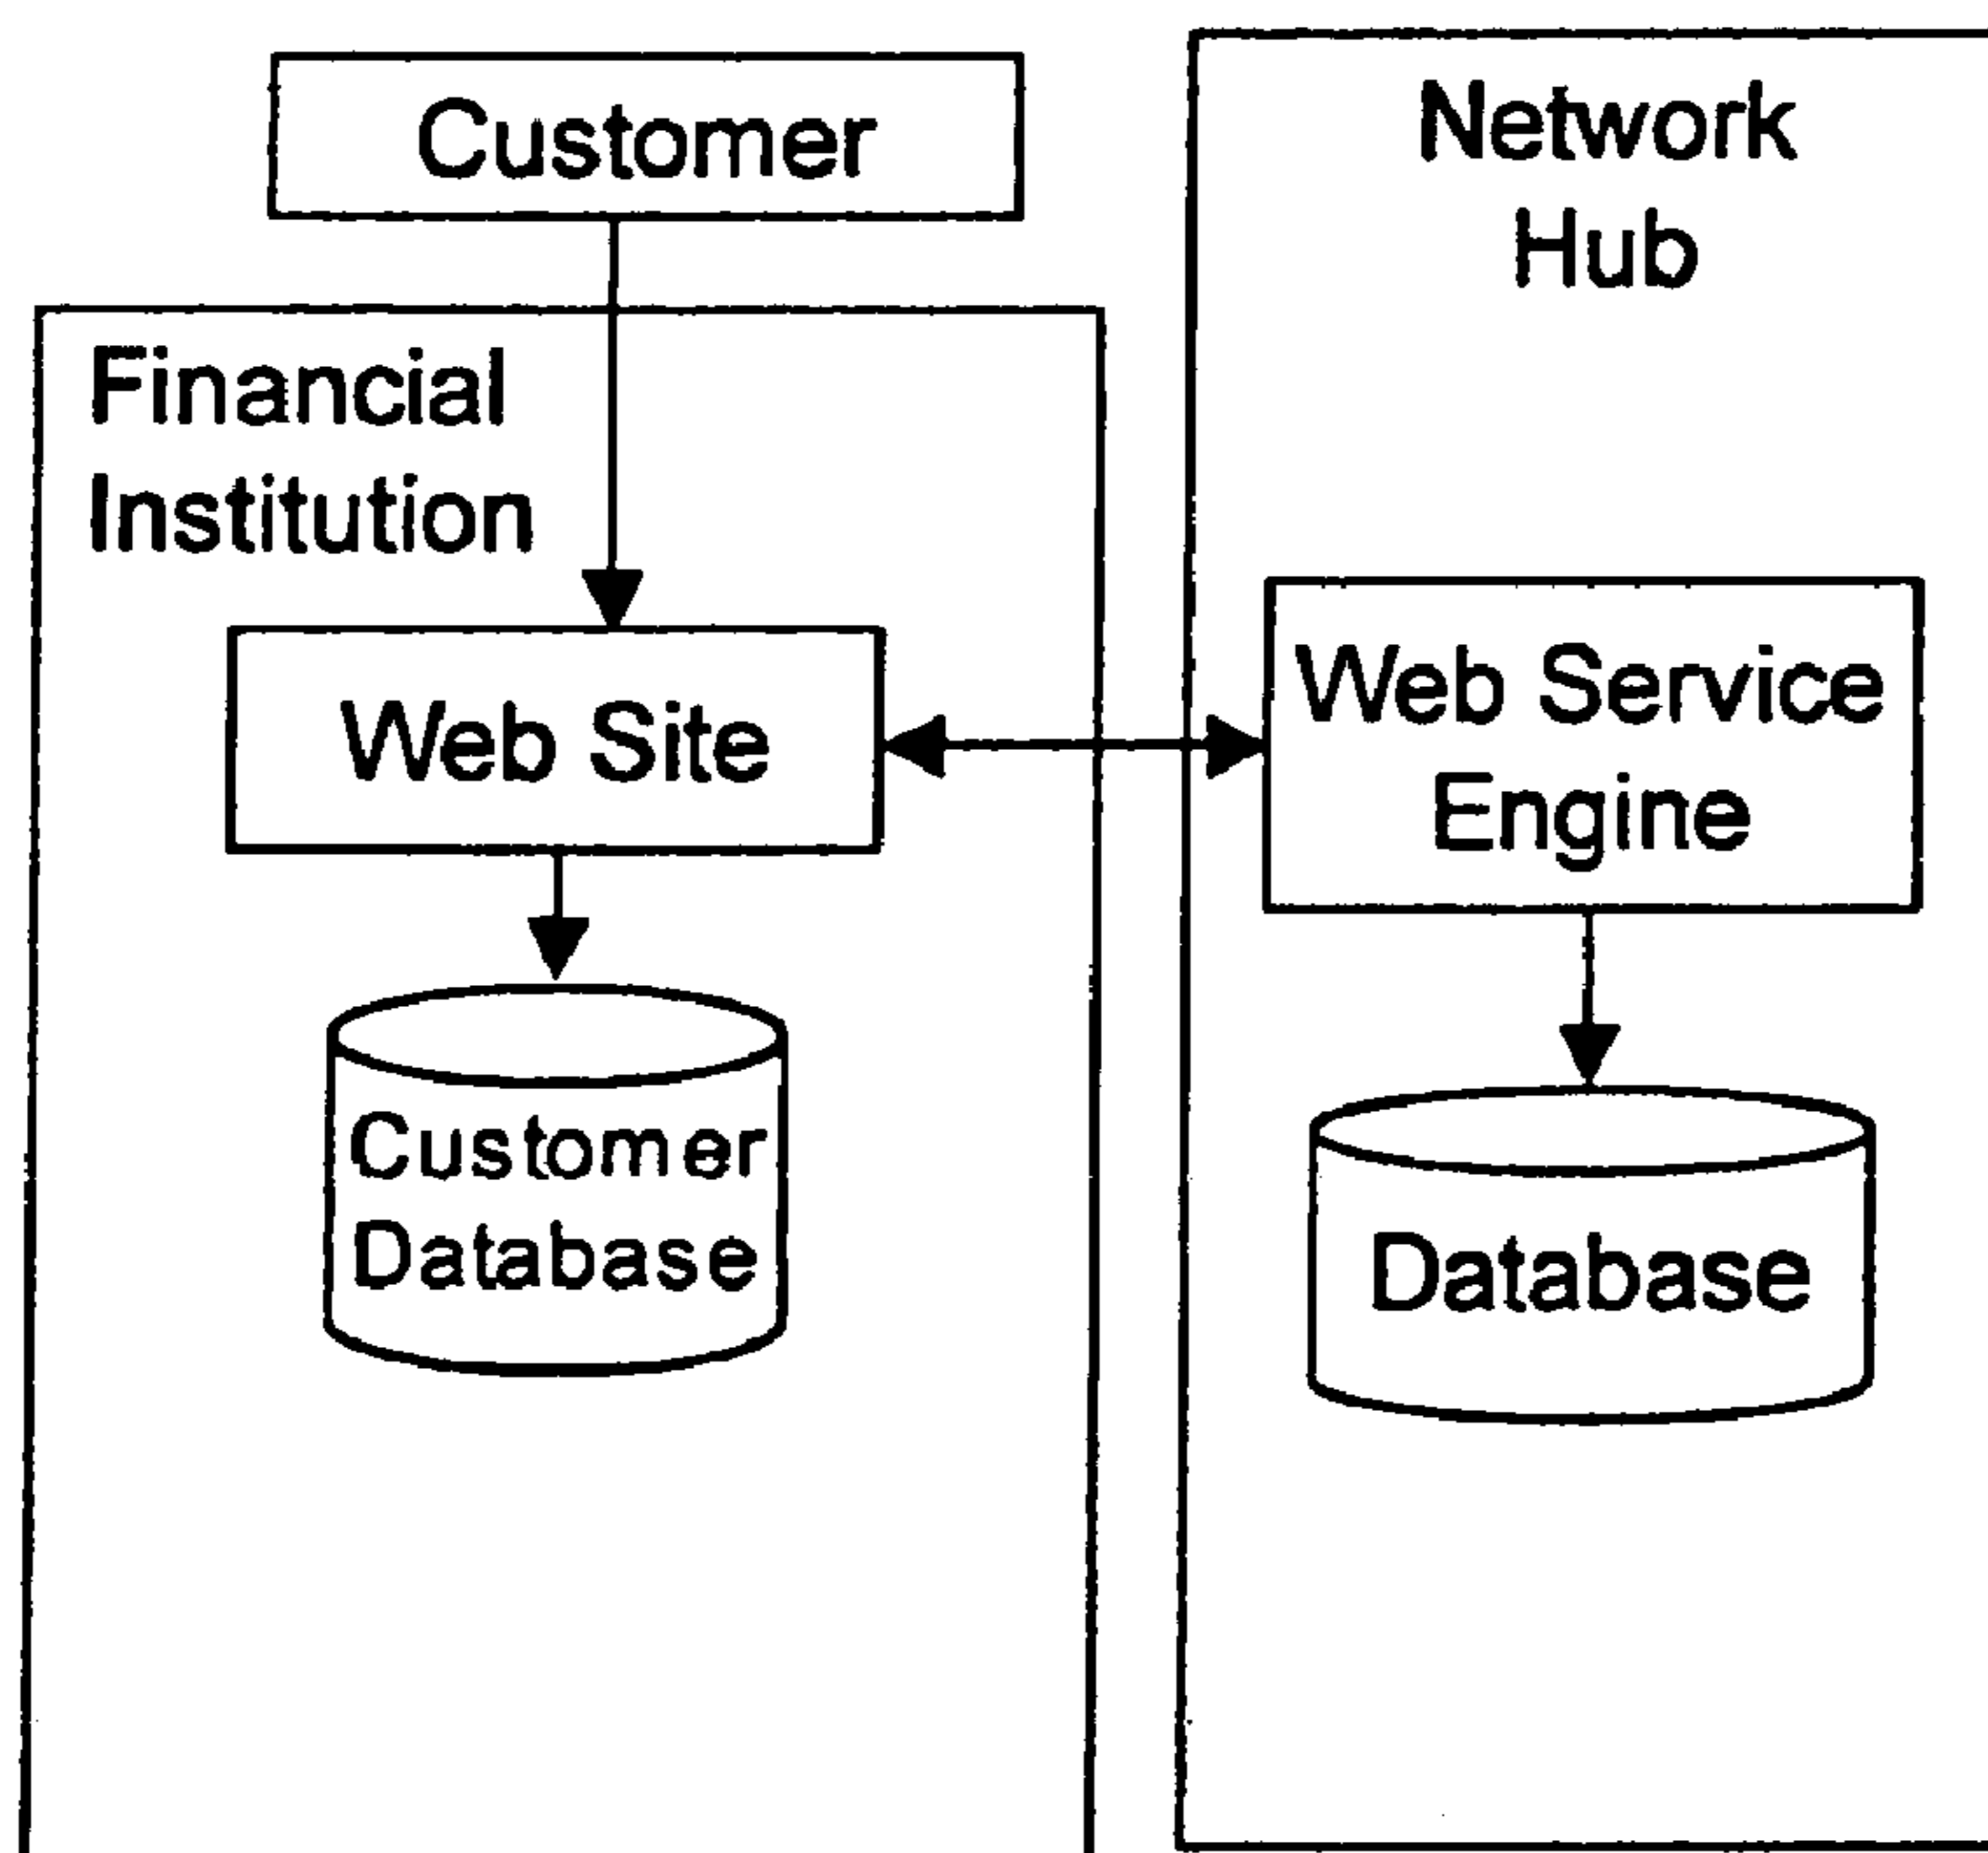 Customer
Financial
Institution
Web Site
Customer
Database
Network
Hub
Web Service
Engine
Database